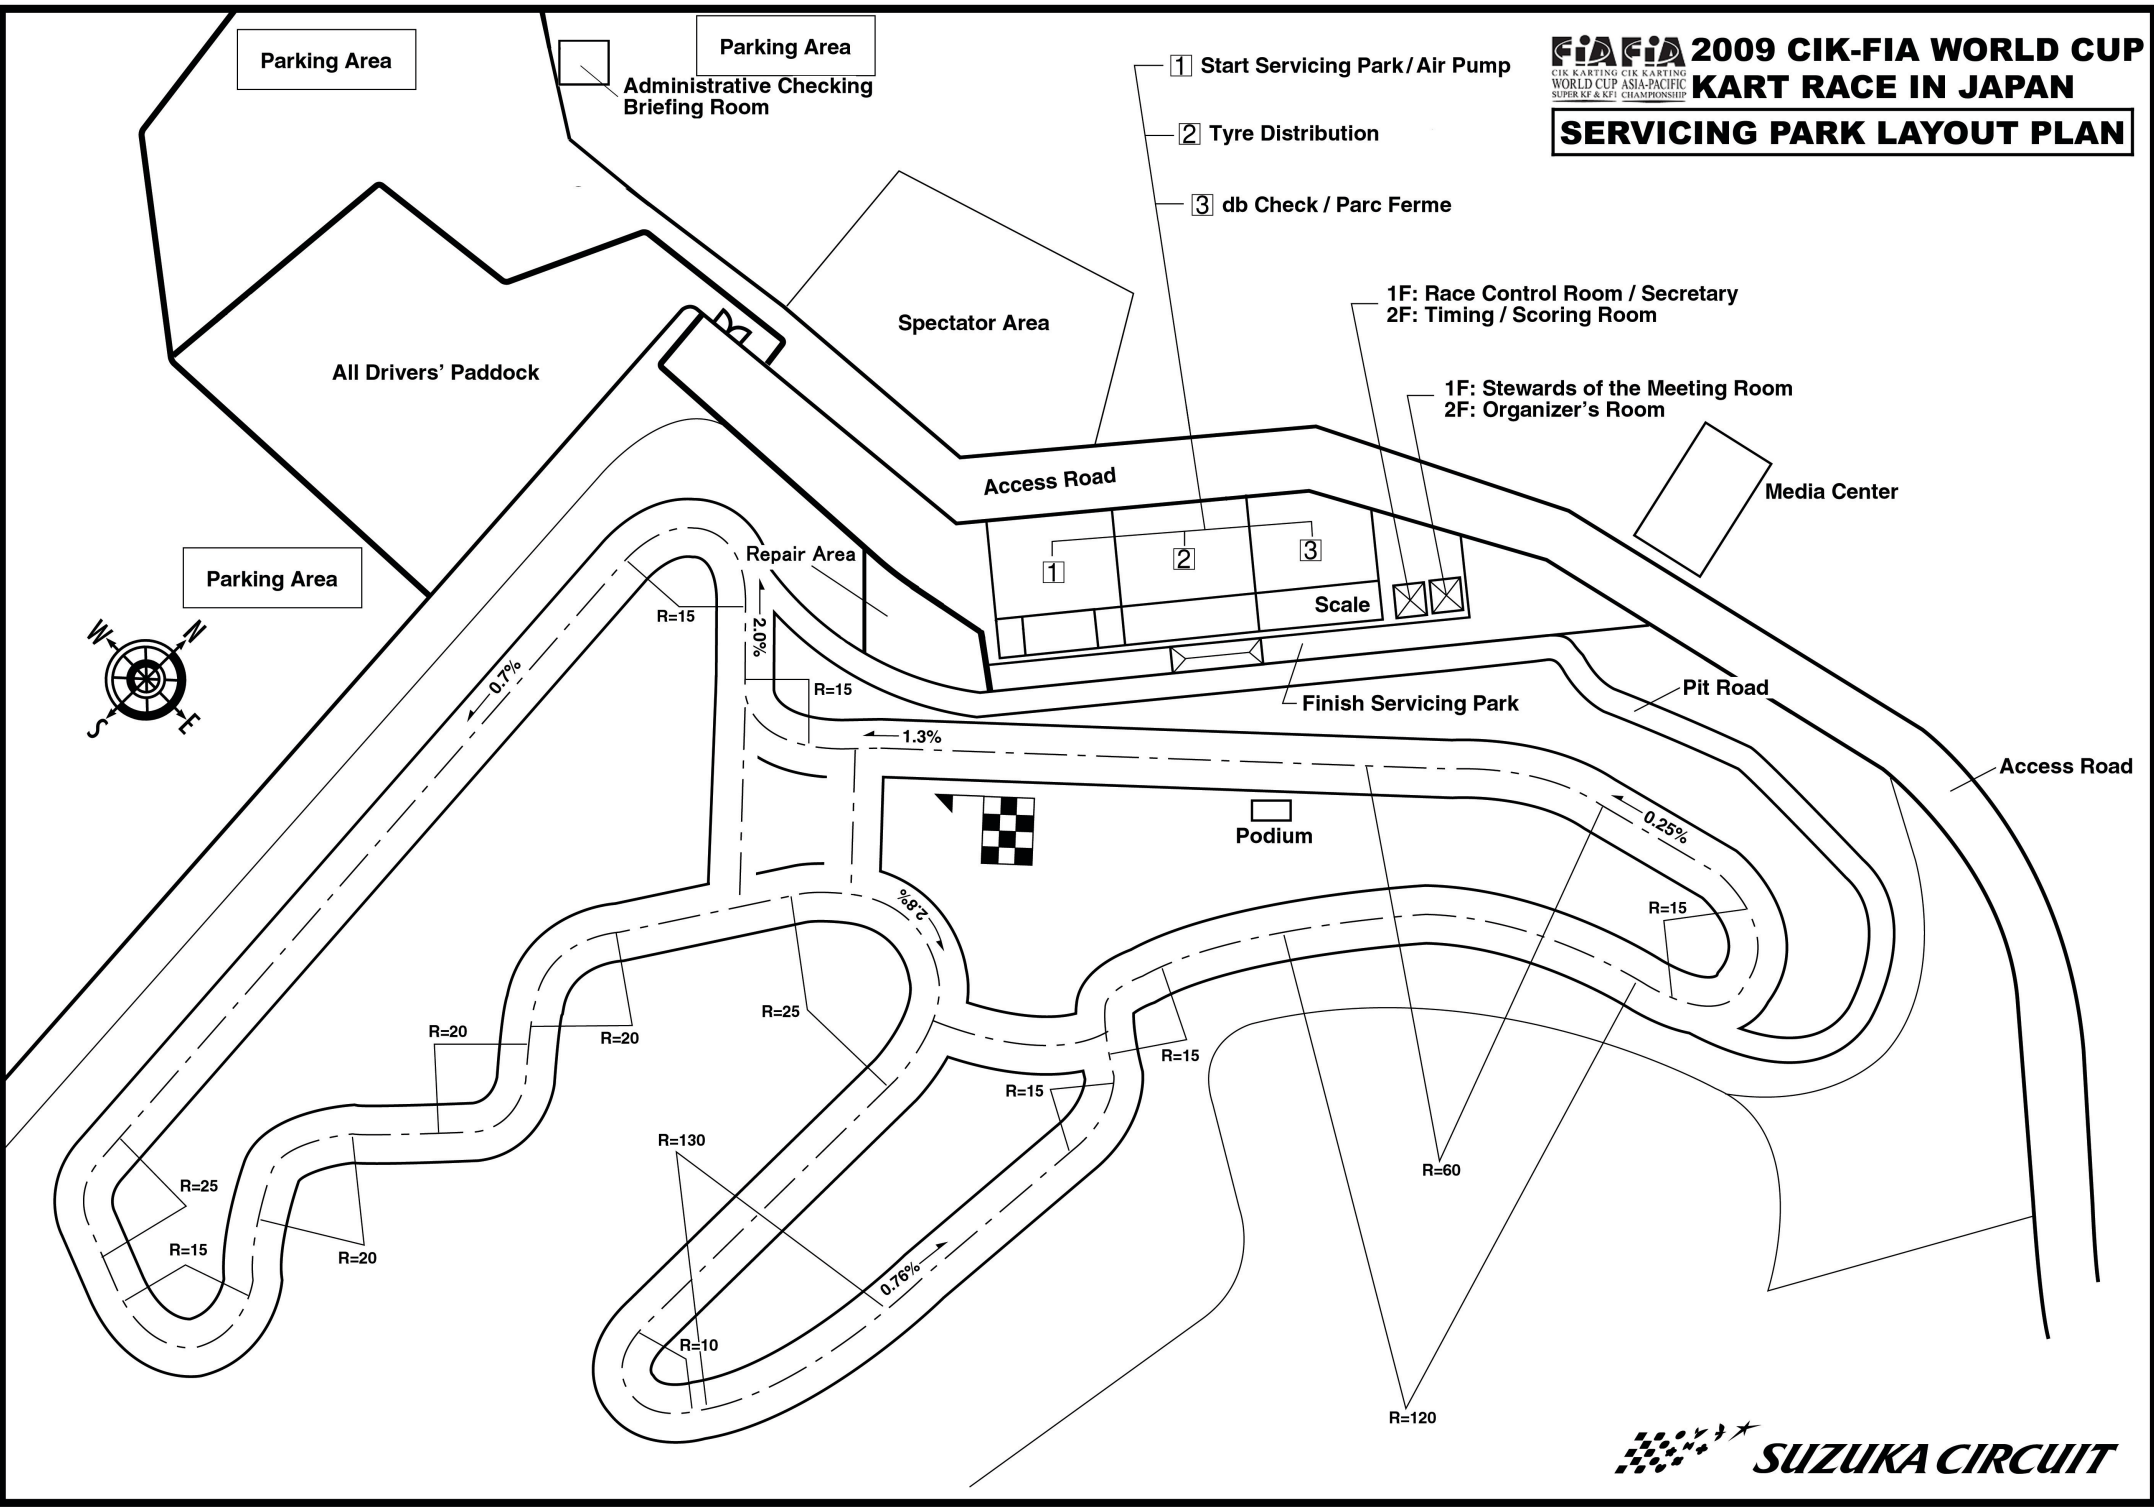 FiA FiA 2009 CIK-FIA WORLD CUP
CIK KARTING CIK KARTING
WORLD CUP ASIA-PACIFIC
SUPER KF & KF1 CHAMPIONSHIP
KART RACE IN JAPAN
SERVICING PARK LAYOUT PLAN
Parking Area
Parking Area
Administrative Checking
Briefing Room
1 Start Servicing Park / Air Pump
2 Tyre Distribution
3 db Check / Parc Ferme
1F: Race Control Room / Secretary
2F: Timing / Scoring Room
Spectator Area
All Drivers’ Paddock
1F: Stewards of the Meeting Room
2F: Organizer’s Room
Access Road
Media Center
Repair Area
1
2
3
Parking Area
Scale
W
N
S
E
R=15
2.0%
0.7%
R=15
Finish Servicing Park
Pit Road
1.3%
Access Road
0.25%
Podium
2.8%
R=15
R=25
R=20
R=20
R=15
R=15
R=130
R=60
R=25
R=15
R=20
0.76%
R=10
R=120
SUZUKA CIRCUIT